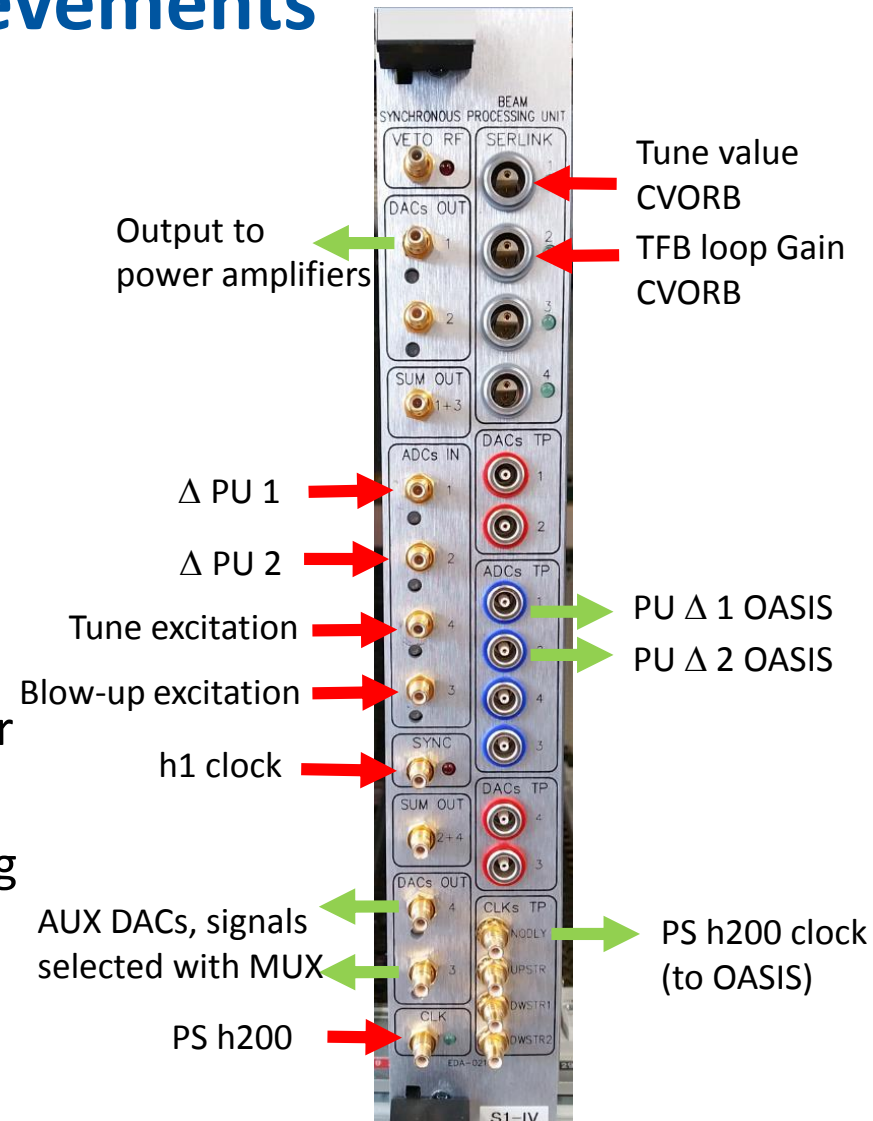 evements
BEAM
SYNCHRONOUS PROCESSING UNIT
VETO RF
SERLINK
1
2
3
4
DACs OUT
1
2
SUM OUT
1+3
ADCs IN
1
2
4
3
SYNC
SUM OUT
2+4
DACs OUT
4
3
CLK
EDA-021
DACs TP
1
2
ADCs TP
1
2
4
3
DACs TP
4
3
CLKs TP
NODLY
UPSTR
DWSTR1
DWSTR2
S1-IV
Output to
power amplifiers
Δ PU 1
Δ PU 2
Tune excitation
Blow-up excitation
r
h1 clock
g
AUX DACs, signals
selected with MUX
PS h200
Tune value
CVORB
TFB loop Gain
CVORB
PU Δ 1 OASIS
PU Δ 2 OASIS
PS h200 clock
(to OASIS)